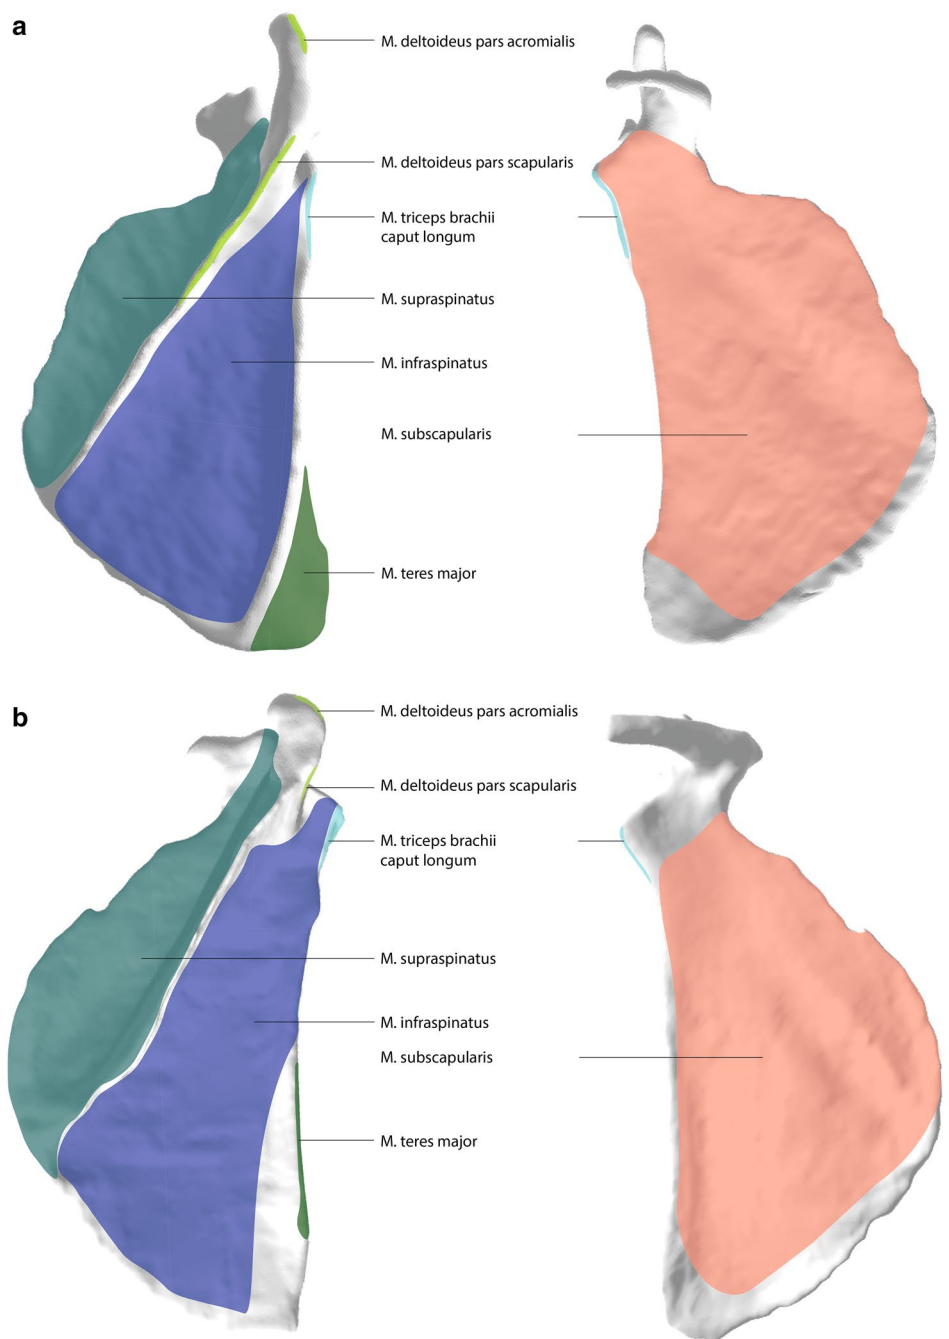 a
M. deltoideus pars acromialis
M. deltoideus pars scapularis
M. triceps brachii
caput longum
M. supraspinatus
M. infraspinatus
M. subscapularis
M. teres major
b
M. deltoideus pars acromialis
M. deltoideus pars scapularis
M. triceps brachii
caput longum
M. supraspinatus
M. infraspinatus
M. subscapularis
M. teres major